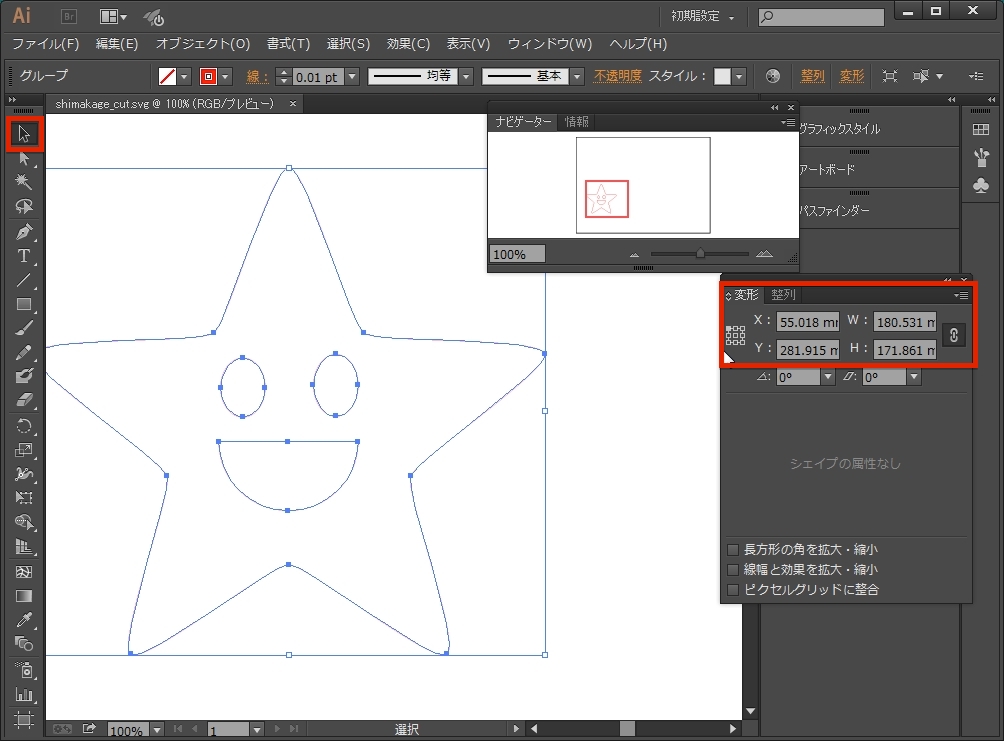 Ai Br 初期設定
ファイル(F) 編集(E) オブジェクト(O) 書式(T) 選択(S) 効果(C) 表示(V) ウィンドウ(W) ヘルプ(H)
グループ 線： 0.01 pt 均等 基本 不透明度 スタイル： 整列 変形
shimakage_cut.svg @ 100% (RGB/プレビュー) ×
ナビゲーター 情報
100%
グラフィックスタイル
アートボード
パスファインダー
変形 整列
X： 55.018 mm W： 180.531 m
Y： 281.915 m H： 171.861 m
0° 0°
シェイプの属性なし
長方形の角を拡大・縮小
線幅と効果を拡大・縮小
ピクセルグリッドに整合
T
100% 1 選択